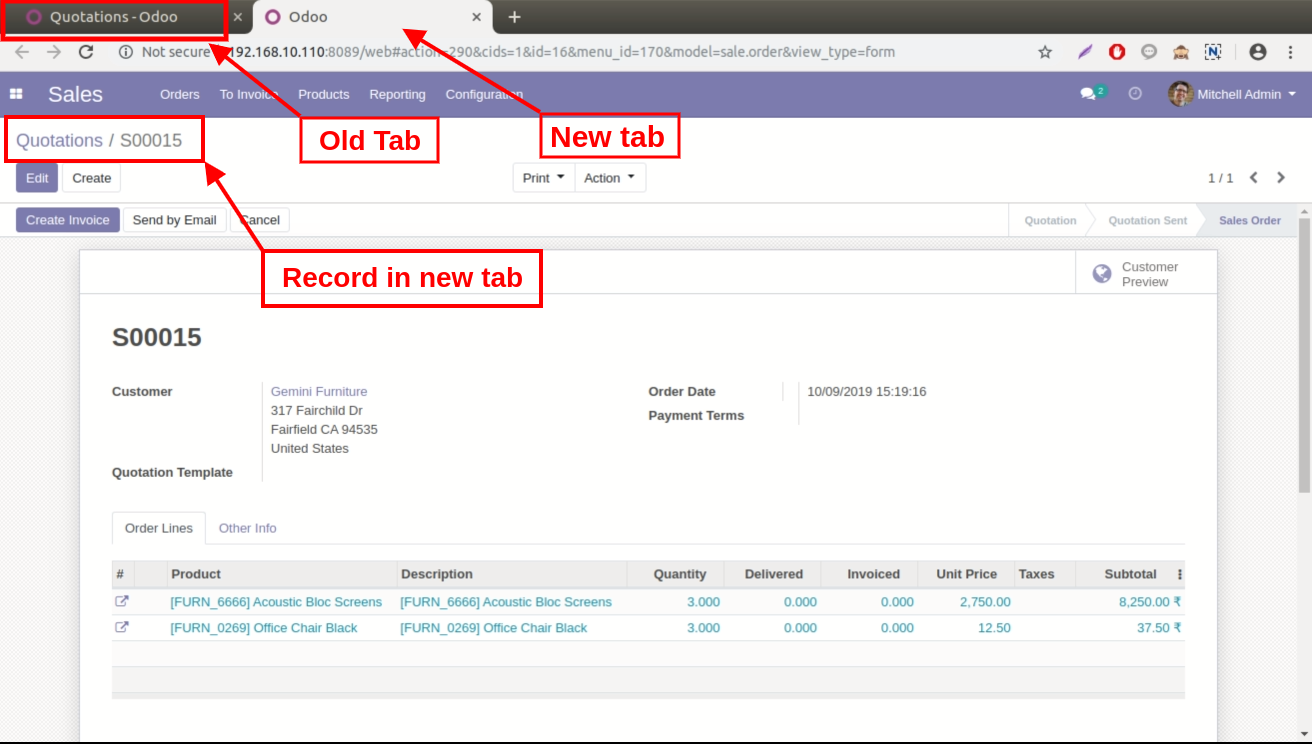 Quotations - Odoo
Odoo
Not secure 192.168.10.110:8089/web#action=290&cids=1&id=16&menu_id=170&model=sale.order&view_type=form
Sales Orders To Invoice Products Reporting Configuration 2 Mitchell Admin
Old Tab
New tab
Quotations / S00015
Edit Create Print Action 1 / 1
Create Invoice Send by Email Cancel Quotation Quotation Sent Sales Order
Record in new tab
Customer
Preview
S00015
Customer Gemini Furniture Order Date 10/09/2019 15:19:16
317 Fairchild Dr Payment Terms
Fairfield CA 94535
United States
Quotation Template
Order Lines Other Info
# Product Description Quantity Delivered Invoiced Unit Price Taxes Subtotal
[FURN_6666] Acoustic Bloc Screens [FURN_6666] Acoustic Bloc Screens 3.000 0.000 0.000 2,750.00 8,250.00 ₹
[FURN_0269] Office Chair Black [FURN_0269] Office Chair Black 3.000 0.000 0.000 12.50 37.50 ₹